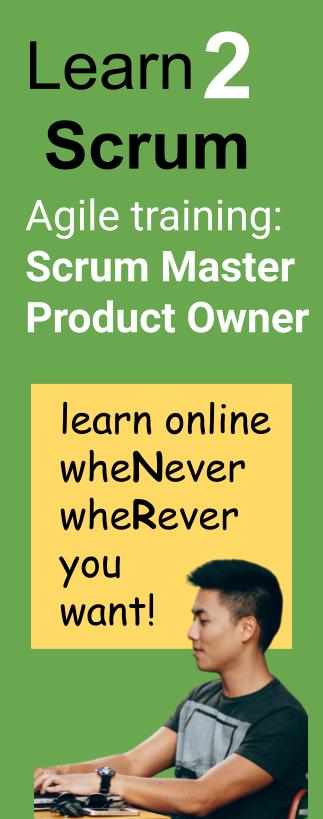 Learn 2
Scrum
Agile training:
Scrum Master
Product Owner
learn online
wheNever
wheRever
you
want!